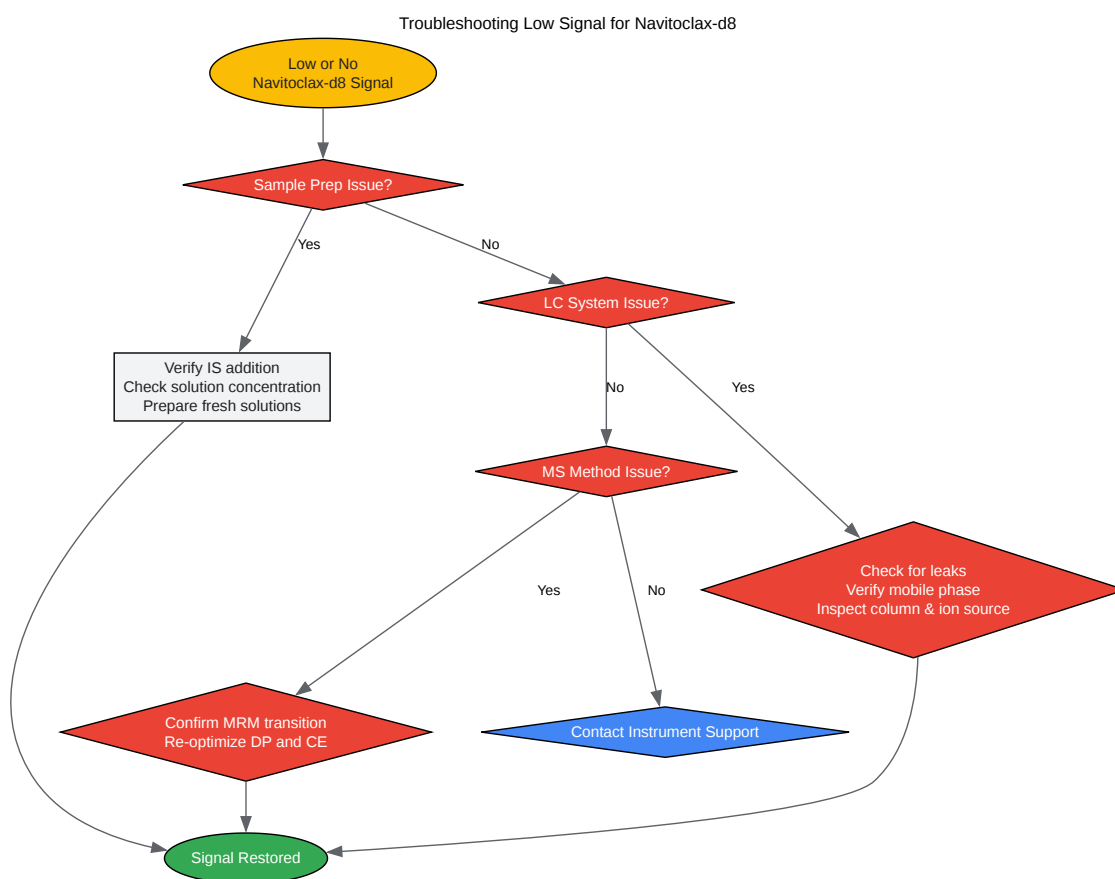 Troubleshooting Low Signal for Navitoclax-d8
Low or No
Navitoclax-d8 Signal
Sample Prep Issue?
Yes
No
LC System Issue?
Verify IS addition
Check solution concentration
Prepare fresh solutions
No
Yes
MS Method Issue?
Check for leaks
Verify mobile phase
Inspect column & ion source
Yes
No
Confirm MRM transition
Re-optimize DP and CE
Contact Instrument Support
Signal Restored